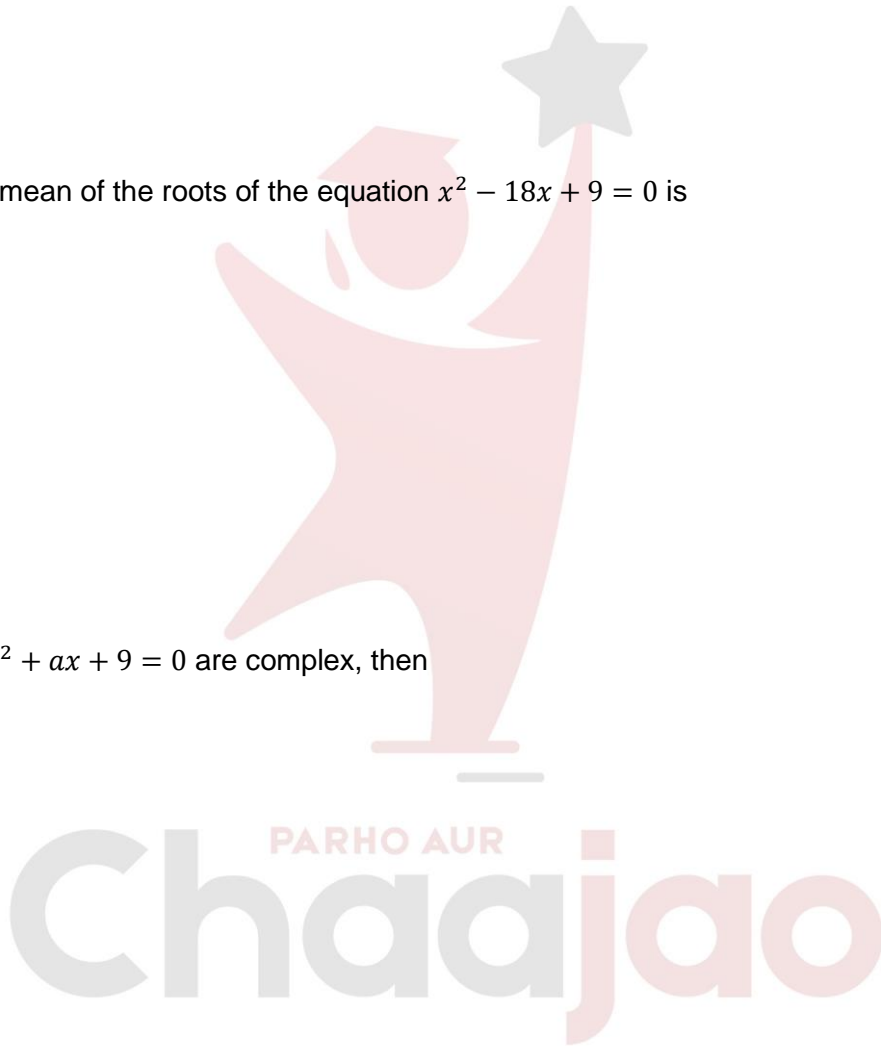 mean of the roots of the equation 𝑥² − 18𝑥 + 9 = 0 is
² + 𝑎𝑥 + 9 = 0 are complex, then
PARHO AUR
Chaajao